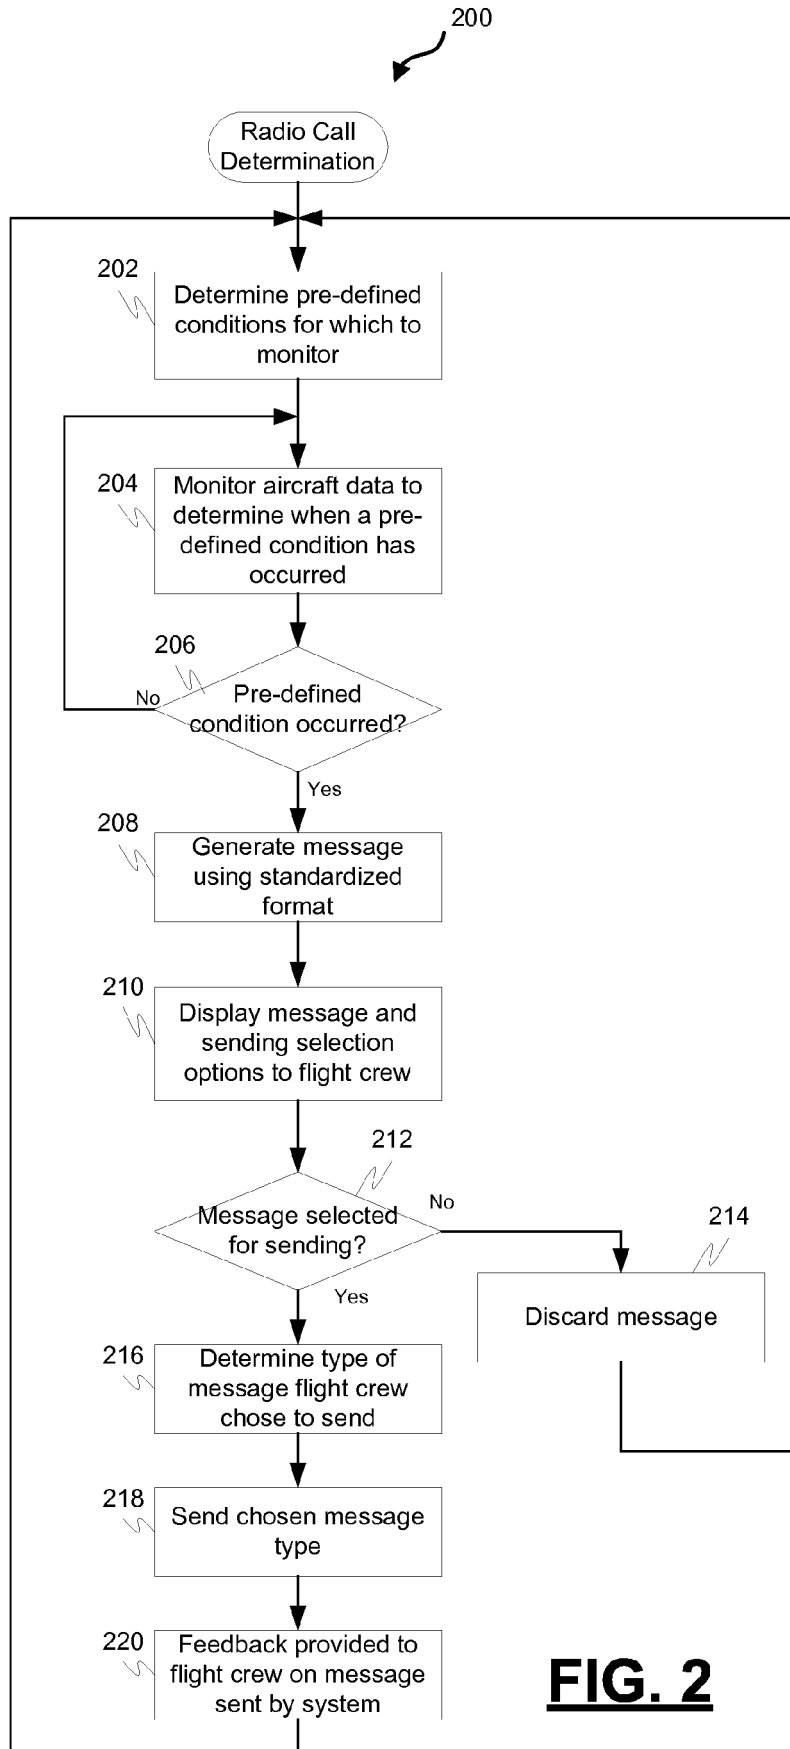 200
Radio Call
Determination
202
Determine pre-defined
conditions for which to
monitor
204
Monitor aircraft data to
determine when a pre-
defined condition has
occurred
206
No
Pre-defined
condition occurred?
Yes
208
Generate message
using standardized
format
210
Display message and
sending selection
options to flight crew
212
No
Message selected
for sending?
Yes
214
Discard message
216
Determine type of
message flight crew
chose to send
218
Send chosen message
type
220
Feedback provided to
flight crew on message
sent by system
FIG. 2